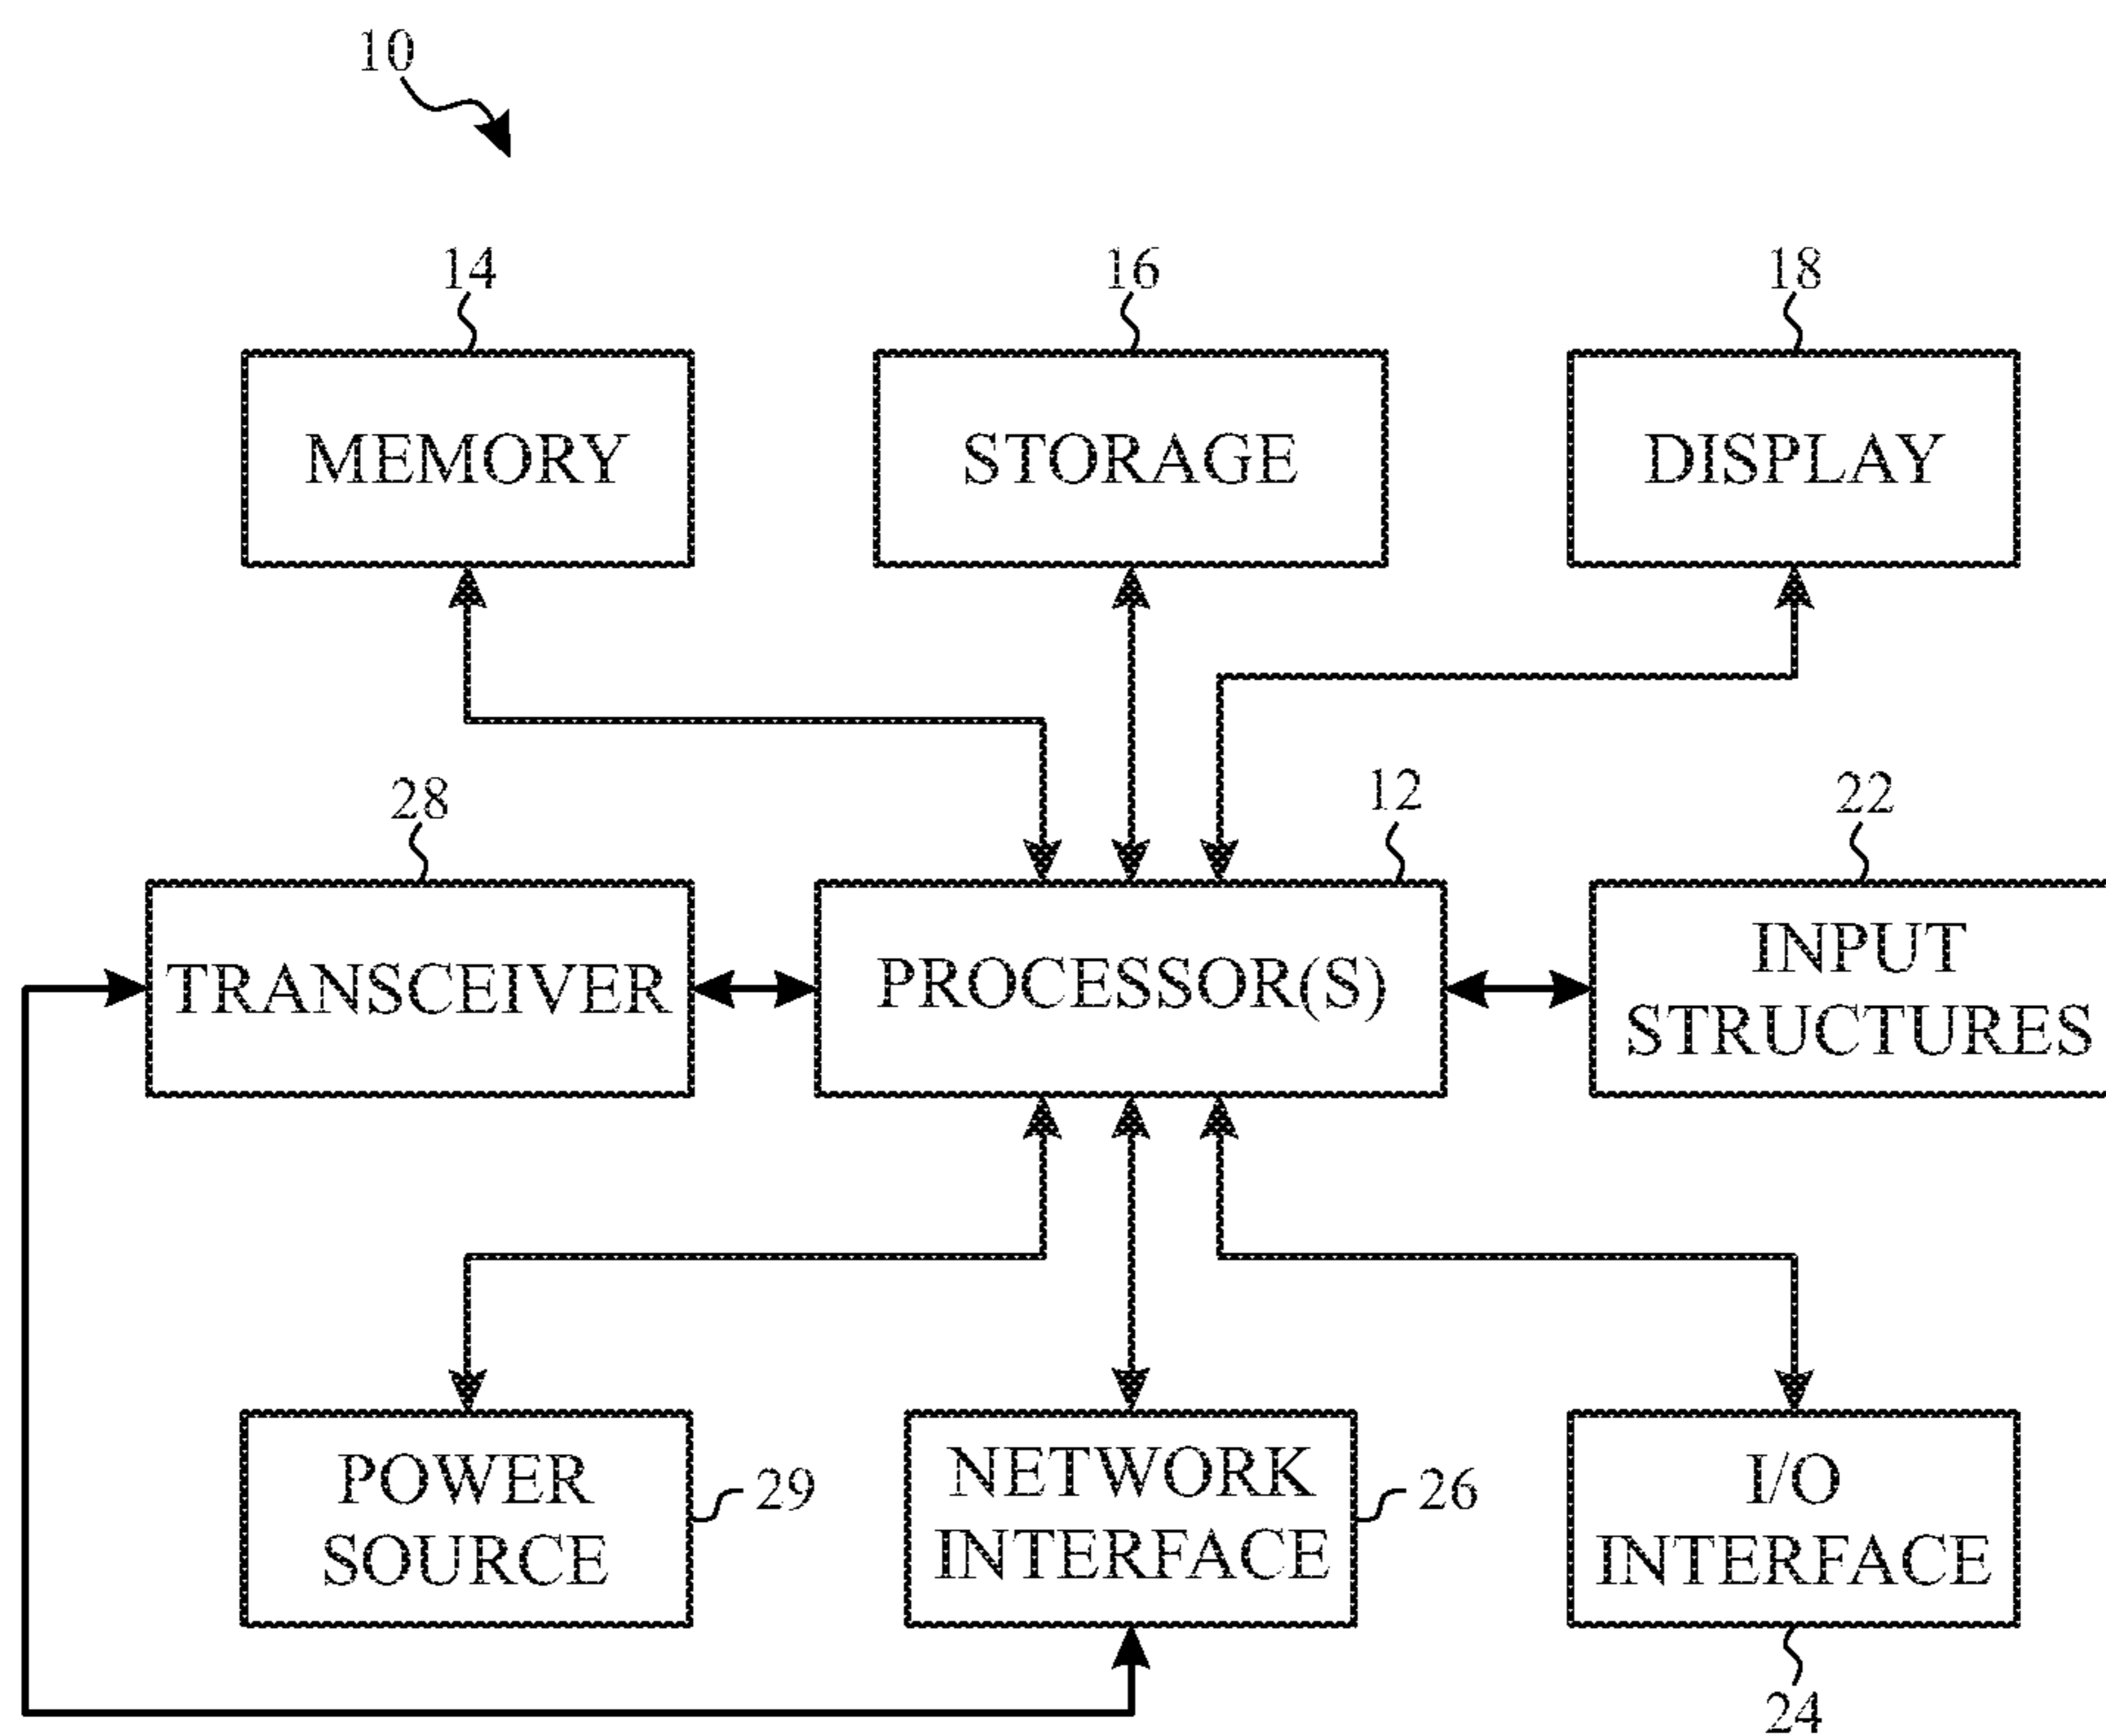 10
14
16
18
MEMORY
STORAGE
DISPLAY
28
12
22
TRANSCEIVER
PROCESSOR(S)
INPUT
STRUCTURES
POWER
SOURCE
29
NETWORK
INTERFACE
26
I/O
INTERFACE
24